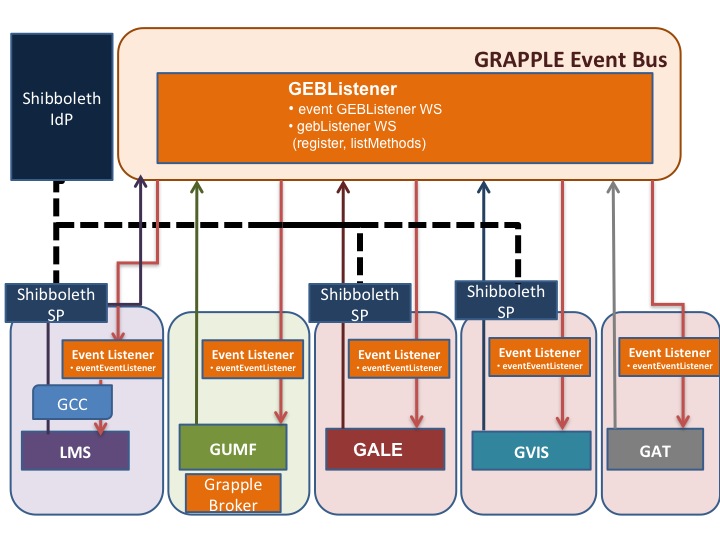 GRAPPLE Event Bus
Shibboleth
IdP
GEBListener
• event GEBListener WS
• gebListener WS
(register, listMethods)
Shibboleth
SP
Shibboleth
SP
Shibboleth
SP
Event Listener
• eventEventListener
Event Listener
• eventEventListener
Event Listener
• eventEventListener
Event Listener
• eventEventListener
Event Listener
• eventEventListener
GCC
LMS
GUMF
GALE
GVIS
GAT
Grapple
Broker